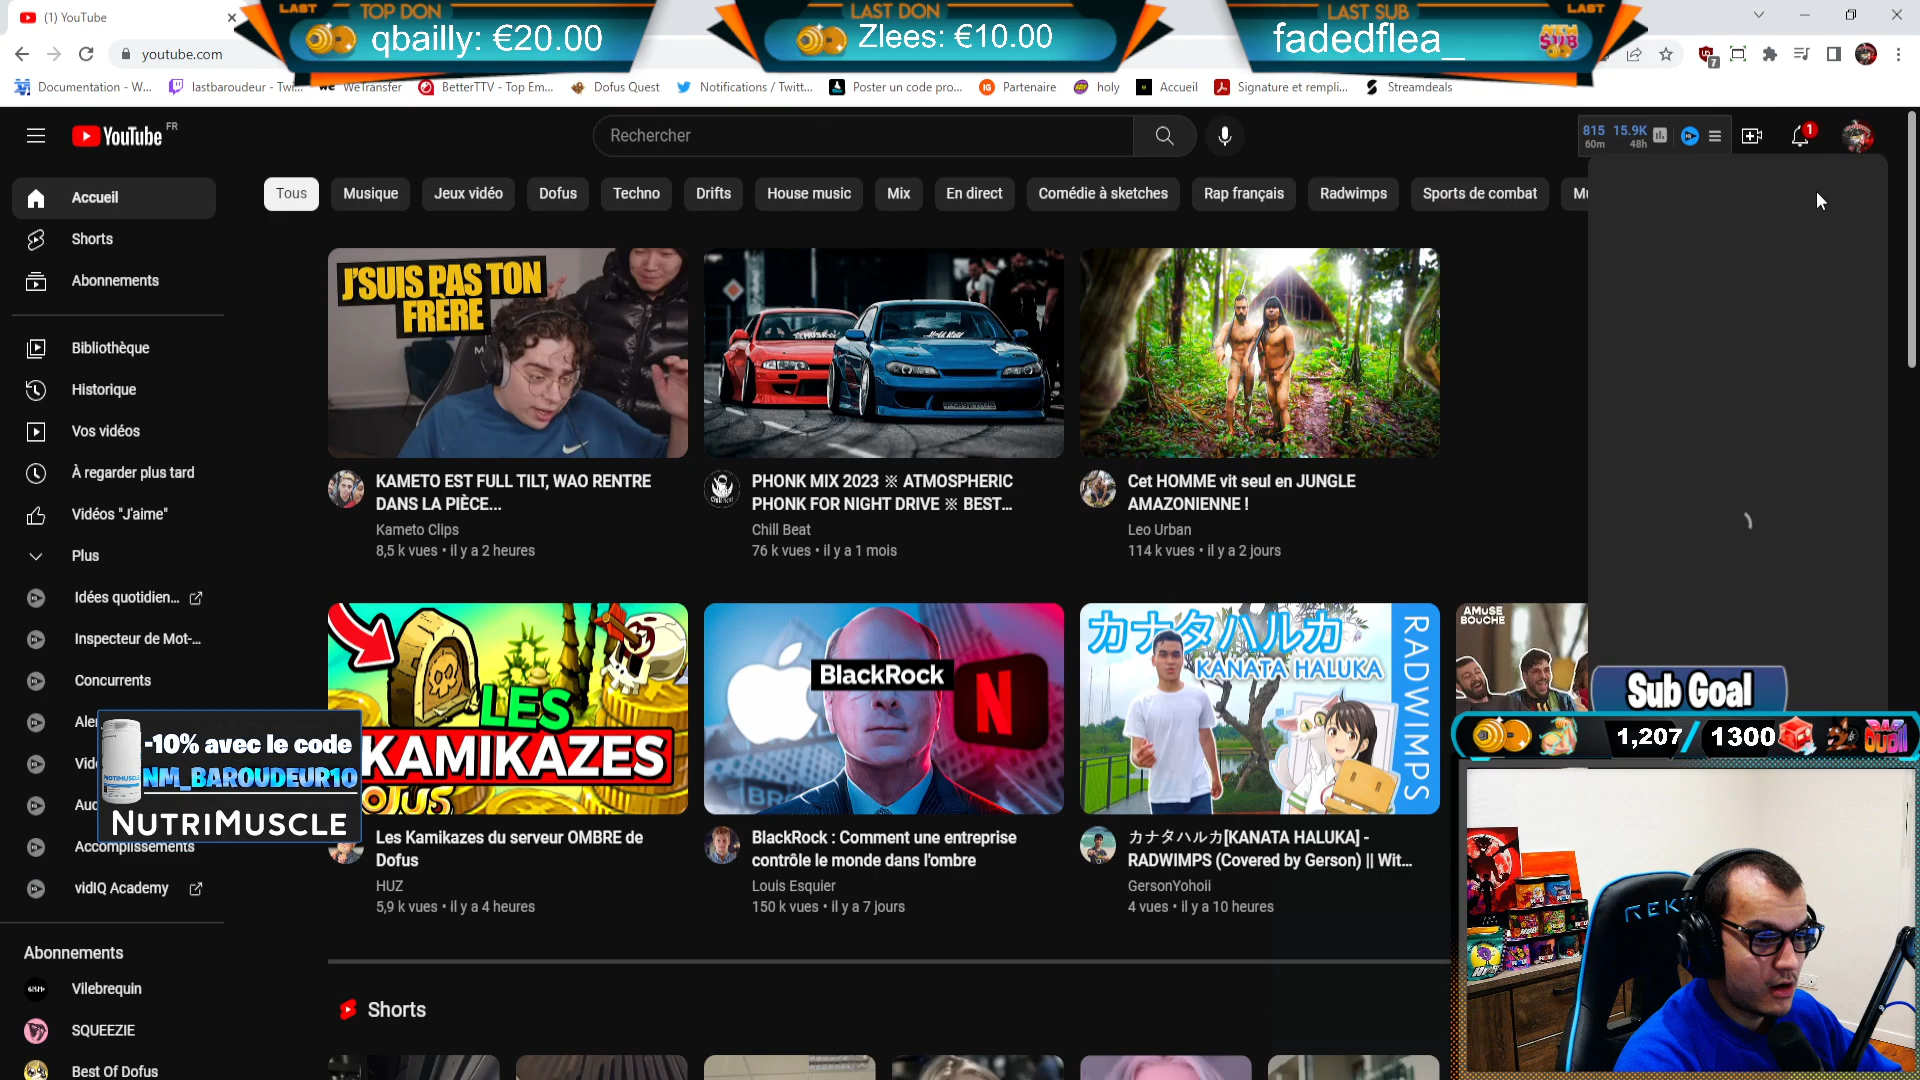 (1) YouTube
LAST
TOP DON
qbailly: €20.00
LAST DON
Zlees: €10.00
LAST SUB
LAST
fadedflea_
NEW SUB
youtube.com
7
Documentation - W...
lastbaroudeur - Twi...
WeTransfer
BetterTTV - Top Em...
Dofus Quest
Notifications / Twitt...
Poster un code pro...
Partenaire
holy
Accueil
Signature et rempli...
Streamdeals
YouTube FR
Rechercher
815 15.9K
60m 48h
1
Accueil
Shorts
Abonnements
Bibliothèque
Historique
Vos vidéos
À regarder plus tard
Vidéos "J'aime"
Plus
Idées quotidien...
Inspecteur de Mot-...
Concurrents
Accomplissements
vidIQ Academy
Abonnements
Vilebrequin
SQUEEZIE
Best Of Dofus
-10% avec le code
NM_BAROUDEUR10
NUTRIMUSCLE
Tous
Musique
Jeux vidéo
Dofus
Techno
Drifts
House music
Mix
En direct
Comédie à sketches
Rap français
Radwimps
Sports de combat
J'SUIS PAS TON
FRÈRE
KAMETO EST FULL TILT, WAO RENTRE
DANS LA PIÈCE...
Kameto Clips
8,5 k vues • il y a 2 heures
PHONK MIX 2023 ※ ATMOSPHERIC
PHONK FOR NIGHT DRIVE ※ BEST...
Chill Beat
76 k vues • il y a 1 mois
Cet HOMME vit seul en JUNGLE
AMAZONIENNE !
Leo Urban
114 k vues • il y a 2 jours
LES
KAMIKAZES
Les Kamikazes du serveur OMBRE de
Dofus
HUZ
5,9 k vues • il y a 4 heures
BlackRock
N
BlackRock : Comment une entreprise
contrôle le monde dans l'ombre
Louis Esquier
150 k vues • il y a 7 jours
カナタハルカ
KANATA HALUKA
RADWIMPS
カナタハルカ[KANATA HALUKA] -
RADWIMPS (Covered by Gerson) || Wit...
GersonYohoii
4 vues • il y a 10 heures
AMUSE
BOUCHE
Sub Goal
1,207/ 1300
Shorts